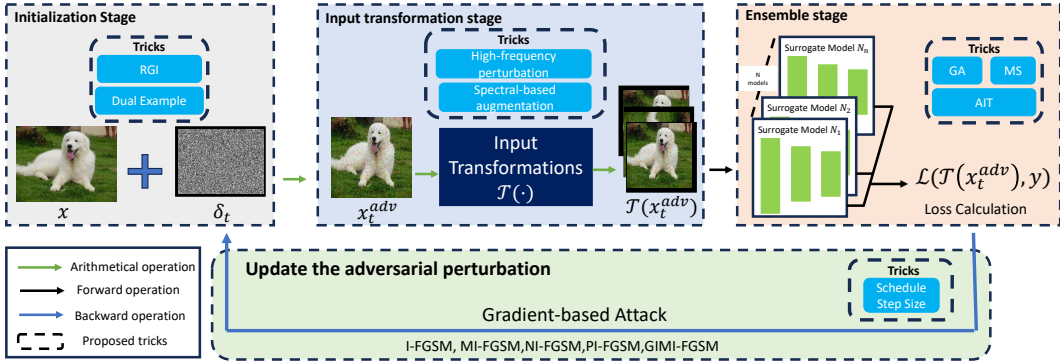 Initialization Stage
Tricks
RGI
Dual Example
x
δ_t
Input transformation stage
Tricks
High-frequency
perturbation
Spectral-based
augmentation
x_t^{adv}
Input
Transformations
𝒯(·)
𝒯(x_t^{adv})
Ensemble stage
N
models
Surrogate Model N_n
Surrogate Model N_2
Surrogate Model N_1
Tricks
GA
MS
AIT
ℒ(𝒯(x_t^{adv}), y)
Loss Calculation
Arithmetical operation
Forward operation
Backward operation
Proposed tricks
Update the adversarial perturbation
Tricks
Schedule
Step Size
Gradient-based Attack
I-FGSM, MI-FGSM,NI-FGSM,PI-FGSM,GIMI-FGSM